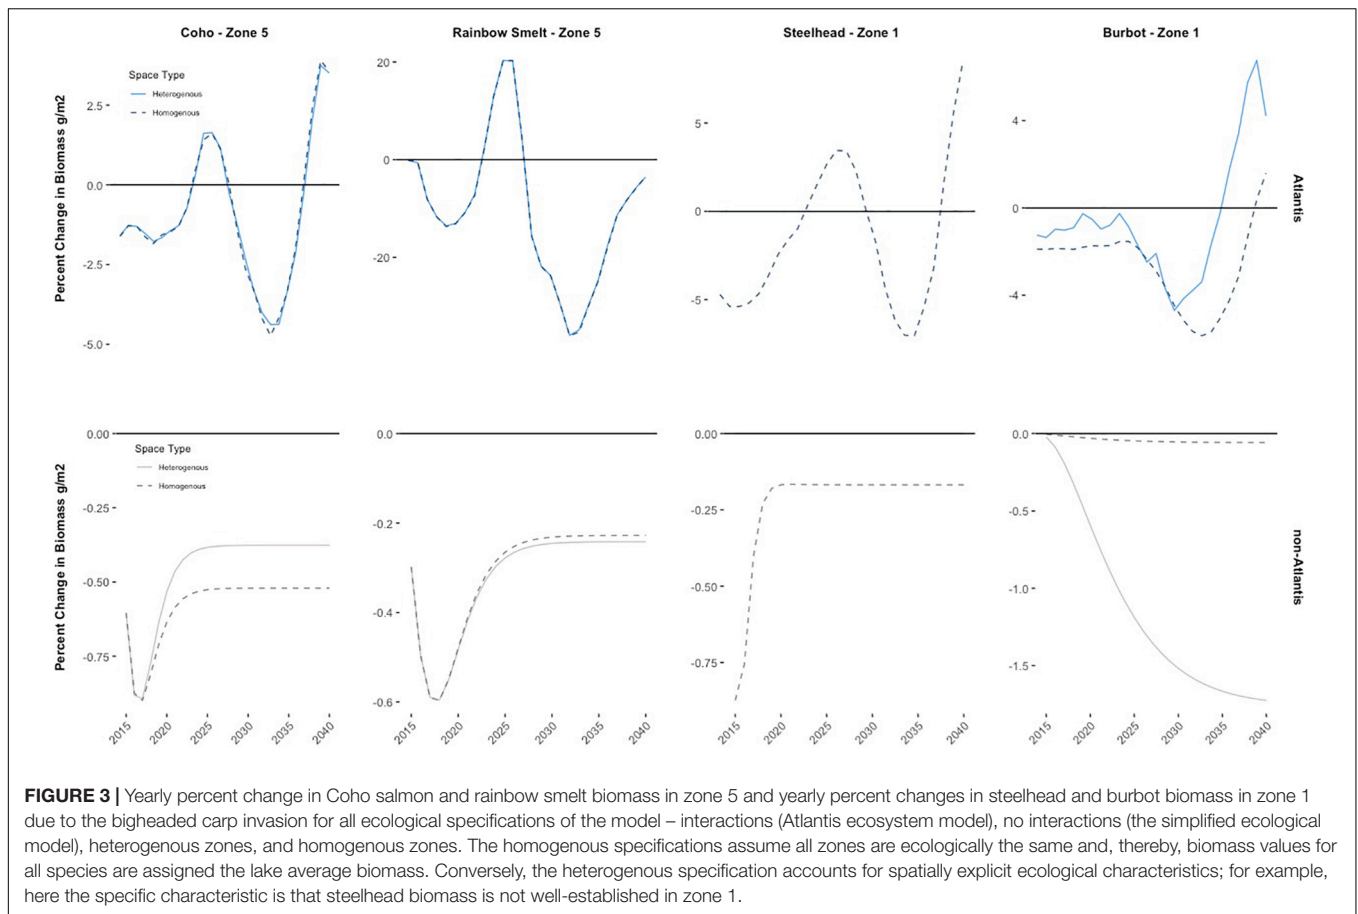 Coho - Zone 5
Rainbow Smelt - Zone 5
Steelhead - Zone 1
Burbot - Zone 1
Percent Change in Biomass g/m2
Space Type
Heterogenous
Homogenous
2.5
0.0
-2.5
-5.0
20
0
-20
5
0
-5
4
0
-4
Atlantis
Percent Change in Biomass g/m2
Space Type
Heterogenous
Homogenous
0.00
-0.25
-0.50
-0.75
0.0
-0.2
-0.4
-0.6
0.00
-0.25
-0.50
-0.75
0.0
-0.5
-1.0
-1.5
non-Atlantis
2015 2020 2025 2030 2035 2040
2015 2020 2025 2030 2035 2040
2015 2020 2025 2030 2035 2040
2015 2020 2025 2030 2035 2040
FIGURE 3 | Yearly percent change in Coho salmon and rainbow smelt biomass in zone 5 and yearly percent changes in steelhead and burbot biomass in zone 1
due to the bigheaded carp invasion for all ecological specifications of the model – interactions (Atlantis ecosystem model), no interactions (the simplified ecological
model), heterogenous zones, and homogenous zones. The homogenous specifications assume all zones are ecologically the same and, thereby, biomass values for
all species are assigned the lake average biomass. Conversely, the heterogenous specification accounts for spatially explicit ecological characteristics; for example,
here the specific characteristic is that steelhead biomass is not well-established in zone 1.